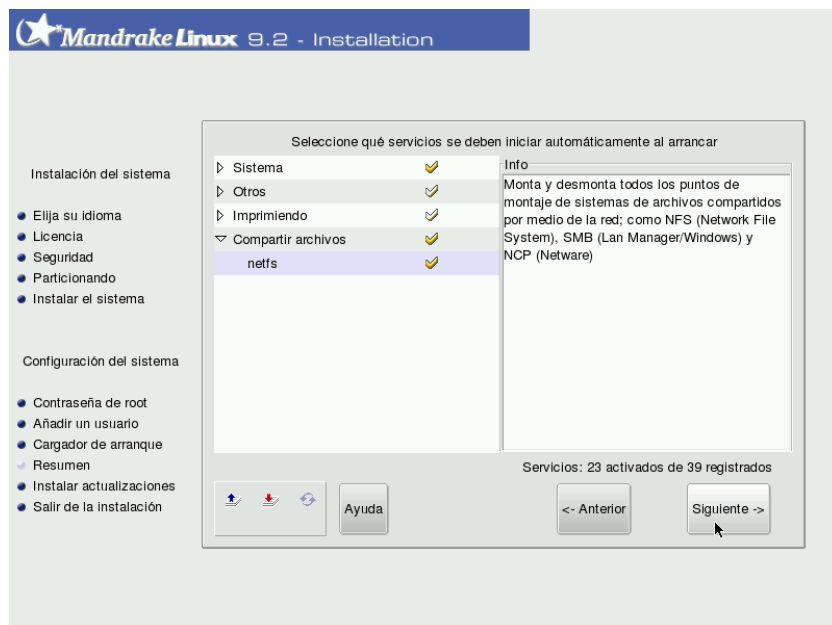 Mandrake Linux 9.2 - Installation
Instalación del sistema
Elija su idioma
Licencia
Seguridad
Particionando
Instalar el sistema
Configuración del sistema
Contraseña de root
Añadir un usuario
Cargador de arranque
Resumen
Instalar actualizaciones
Salir de la instalación
Seleccione qué servicios se deben iniciar automáticamente al arrancar
Sistema
Otros
Imprimiendo
Compartir archivos
netfs
Info
Monta y desmonta todos los puntos de
montaje de sistemas de archivos compartidos
por medio de la red; como NFS (Network File
System), SMB (Lan Manager/Windows) y
NCP (Netware)
Servicios: 23 activados de 39 registrados
Ayuda
<- Anterior
Siguiente ->